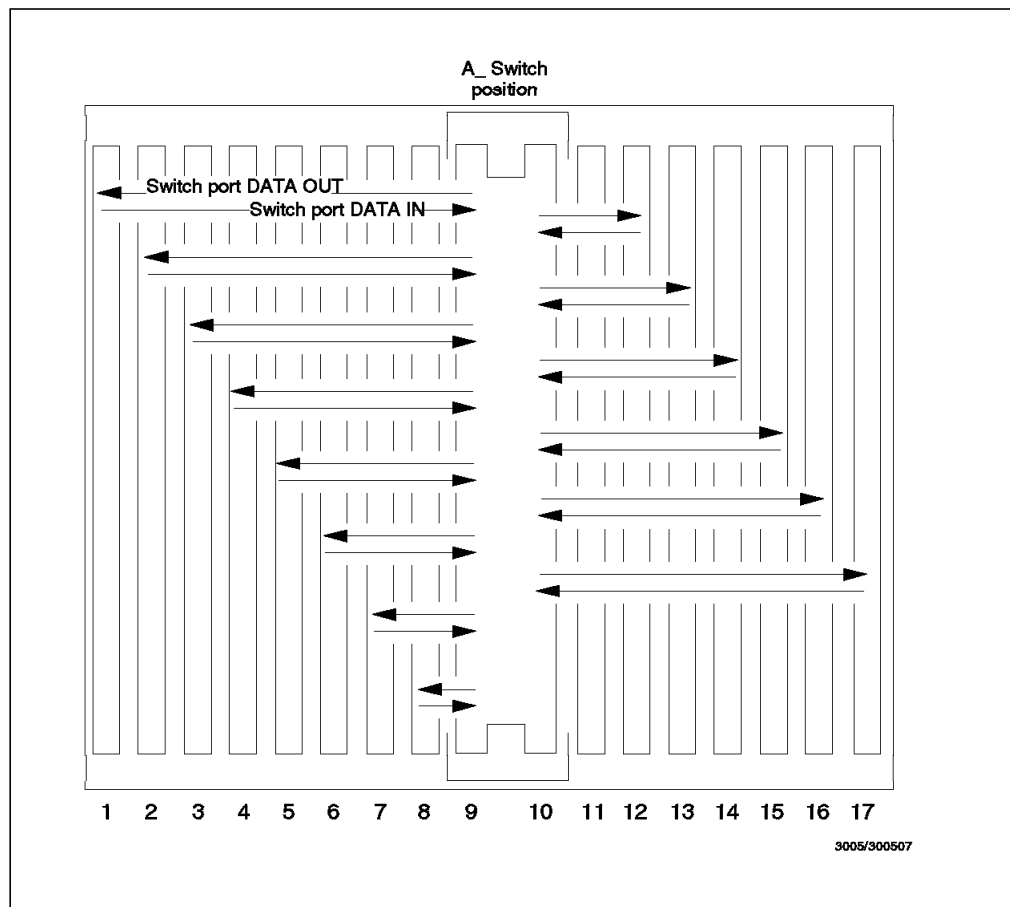 A_ Switch
position
Switch port DATA OUT
Switch port DATA IN
1 2 3 4 5 6 7 8 9 10 11 12 13 14 15 16 17
3005/300507